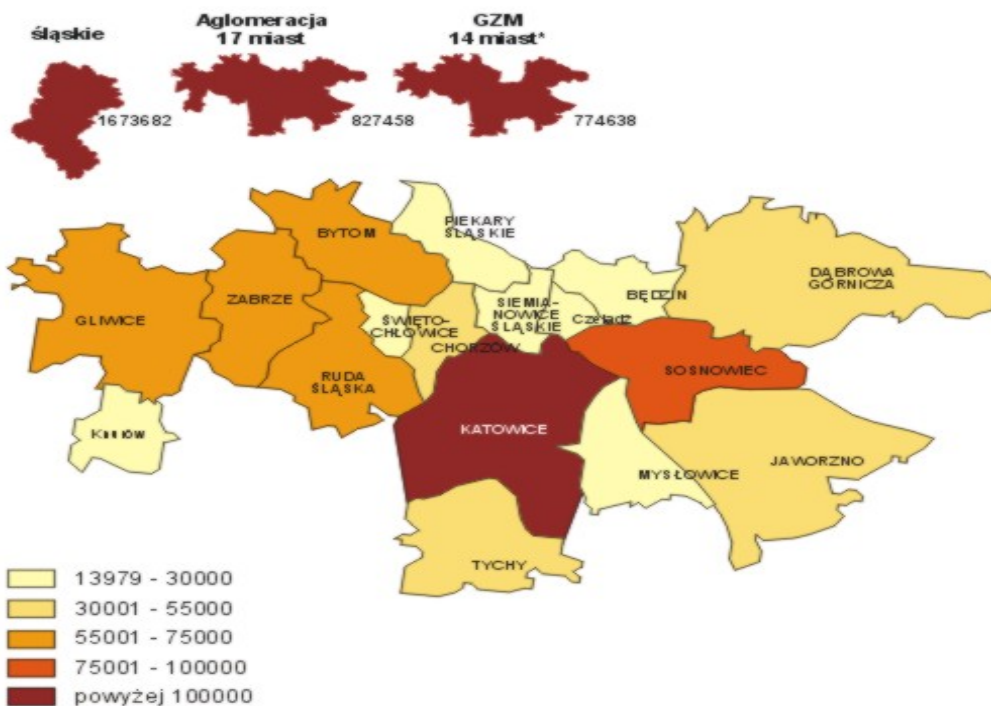 śląskie
Aglomeracja
17 miast
GZM
14 miast*
1673682
827458
774638
PIEKARY
ŚLĄSKIE
BYTOM
DĄBROWA
GÓRNICZA
ZABRZE
BĘDZIN
SIEMIA-
NOWICE
ŚLĄSKIE
GLIWICE
ŚWIĘTO-
CHŁOWICE
Czeladź
CHORZÓW
RUDA
ŚLĄSKA
SOSNOWIEC
KATOWICE
JAWORZNO
MYSŁOWICE
TYCHY
13979 - 30000
30001 - 55000
55001 - 75000
75001 - 100000
powyżej 100000